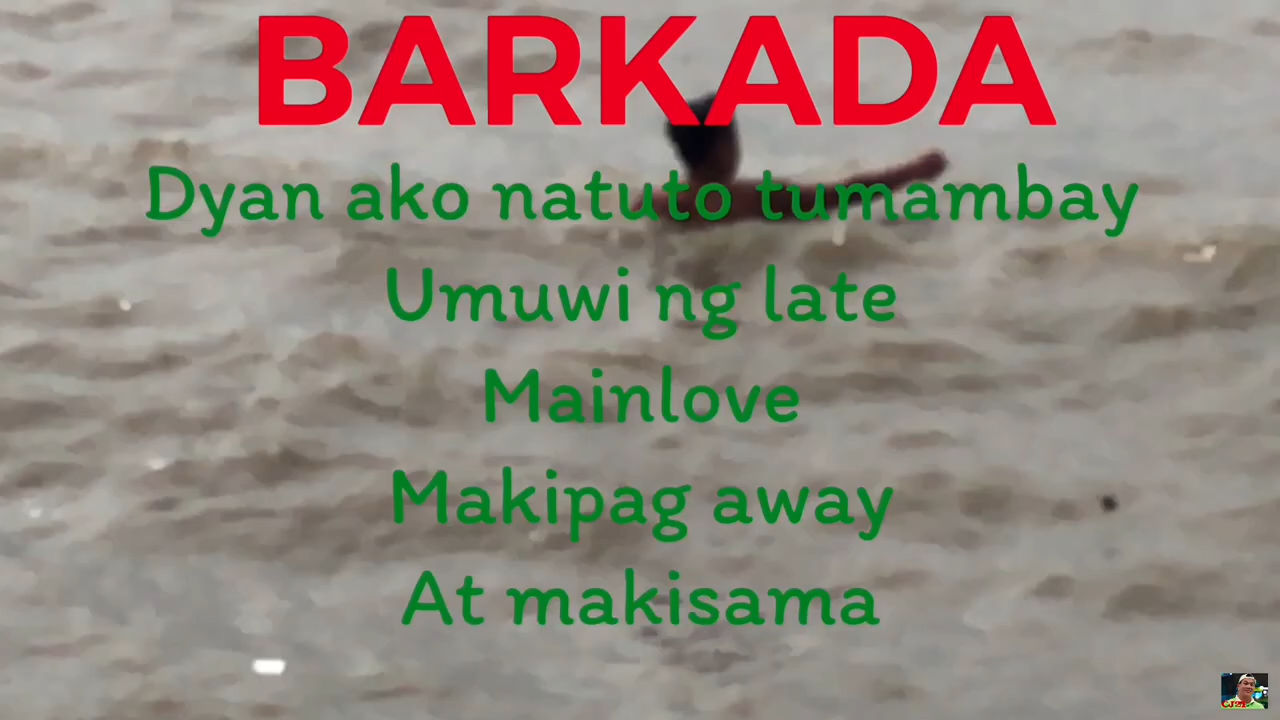 BARKADA
Dyan ako natuto tumambay
Umuwi ng late
Mainlove
Makipag away
At makisama